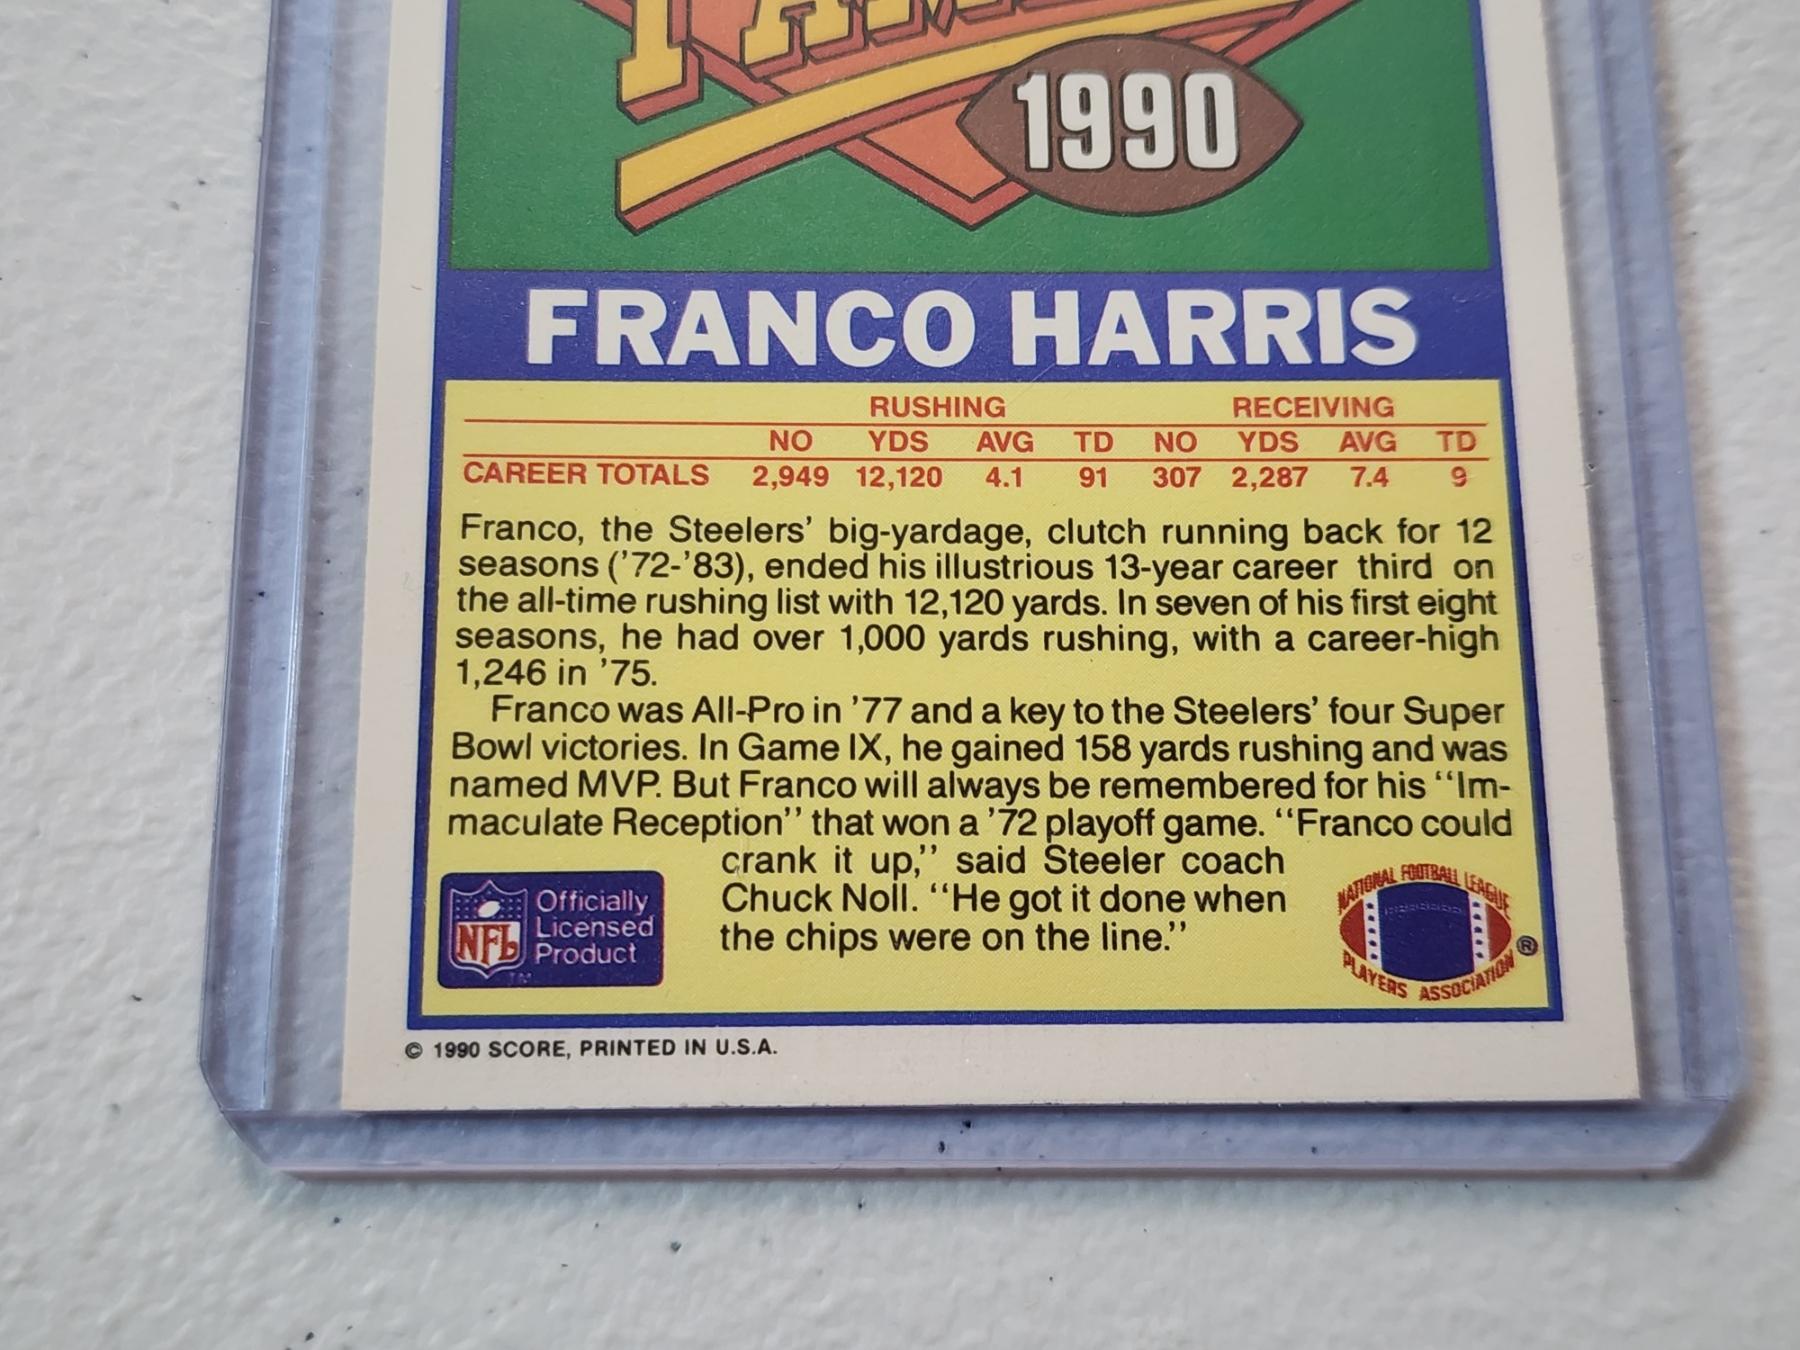 1990
FRANCO HARRIS
RUSHING RECEIVING
NO YDS AVG TD NO YDS AVG TD
CAREER TOTALS 2,949 12,120 4.1 91 307 2,287 7.4 9
Franco, the Steelers' big-yardage, clutch running back for 12
seasons ('72-'83), ended his illustrious 13-year career third on
the all-time rushing list with 12,120 yards. In seven of his first eight
seasons, he had over 1,000 yards rushing, with a career-high
1,246 in '75.
Franco was All-Pro in '77 and a key to the Steelers' four Super
Bowl victories. In Game IX, he gained 158 yards rushing and was
named MVP. But Franco will always be remembered for his "Im-
maculate Reception" that won a '72 playoff game. "Franco could
crank it up," said Steeler coach
Chuck Noll. "He got it done when
the chips were on the line."
NFL
Officially
Licensed
Product
TM
NATIONAL FOOTBALL LEAGUE
PLAYERS ASSOCIATION
®
© 1990 SCORE, PRINTED IN U.S.A.